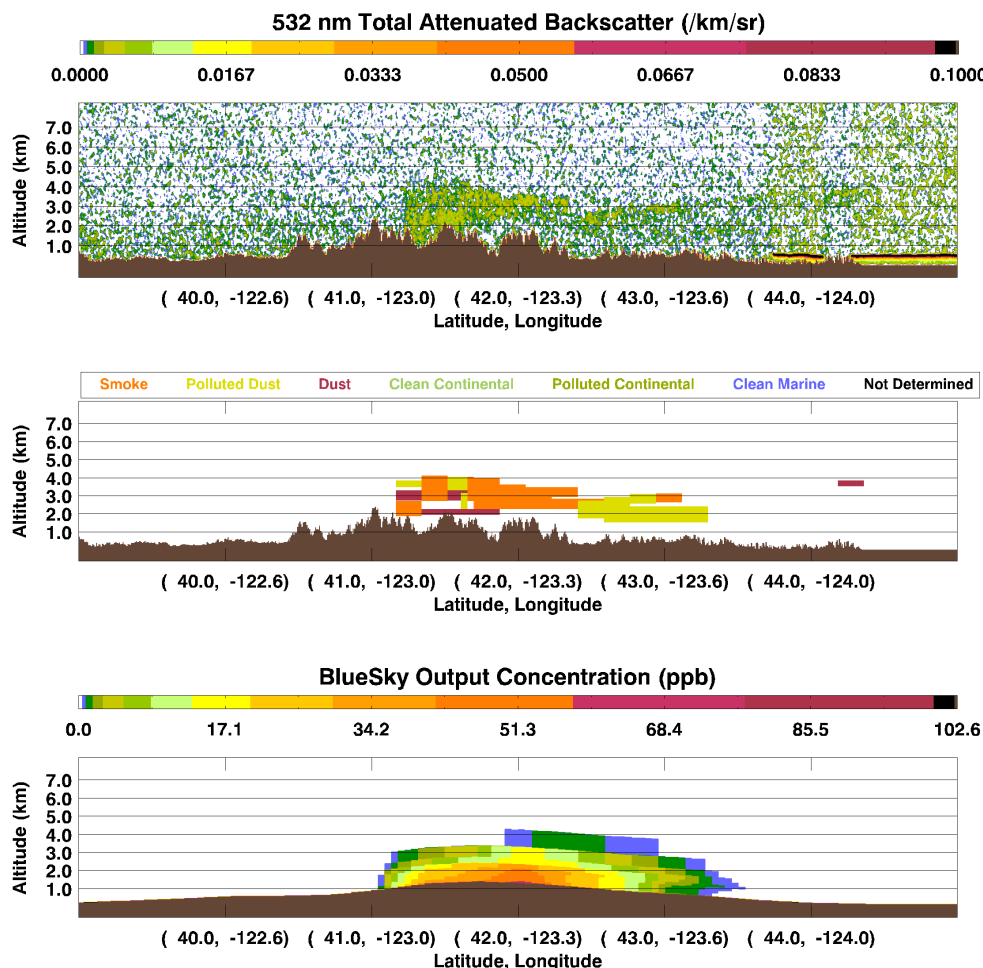 532 nm Total Attenuated Backscatter (/km/sr)
0.0000 0.0167 0.0333 0.0500 0.0667 0.0833 0.1000
Altitude (km)
7.0
6.0
5.0
4.0
3.0
2.0
1.0
( 40.0, -122.6) ( 41.0, -123.0) ( 42.0, -123.3) ( 43.0, -123.6) ( 44.0, -124.0)
Latitude, Longitude
Smoke Polluted Dust Dust Clean Continental Polluted Continental Clean Marine Not Determined
Altitude (km)
7.0
6.0
5.0
4.0
3.0
2.0
1.0
( 40.0, -122.6) ( 41.0, -123.0) ( 42.0, -123.3) ( 43.0, -123.6) ( 44.0, -124.0)
Latitude, Longitude
BlueSky Output Concentration (ppb)
0.0 17.1 34.2 51.3 68.4 85.5 102.6
Altitude (km)
7.0
6.0
5.0
4.0
3.0
2.0
1.0
( 40.0, -122.6) ( 41.0, -123.0) ( 42.0, -123.3) ( 43.0, -123.6) ( 44.0, -124.0)
Latitude, Longitude